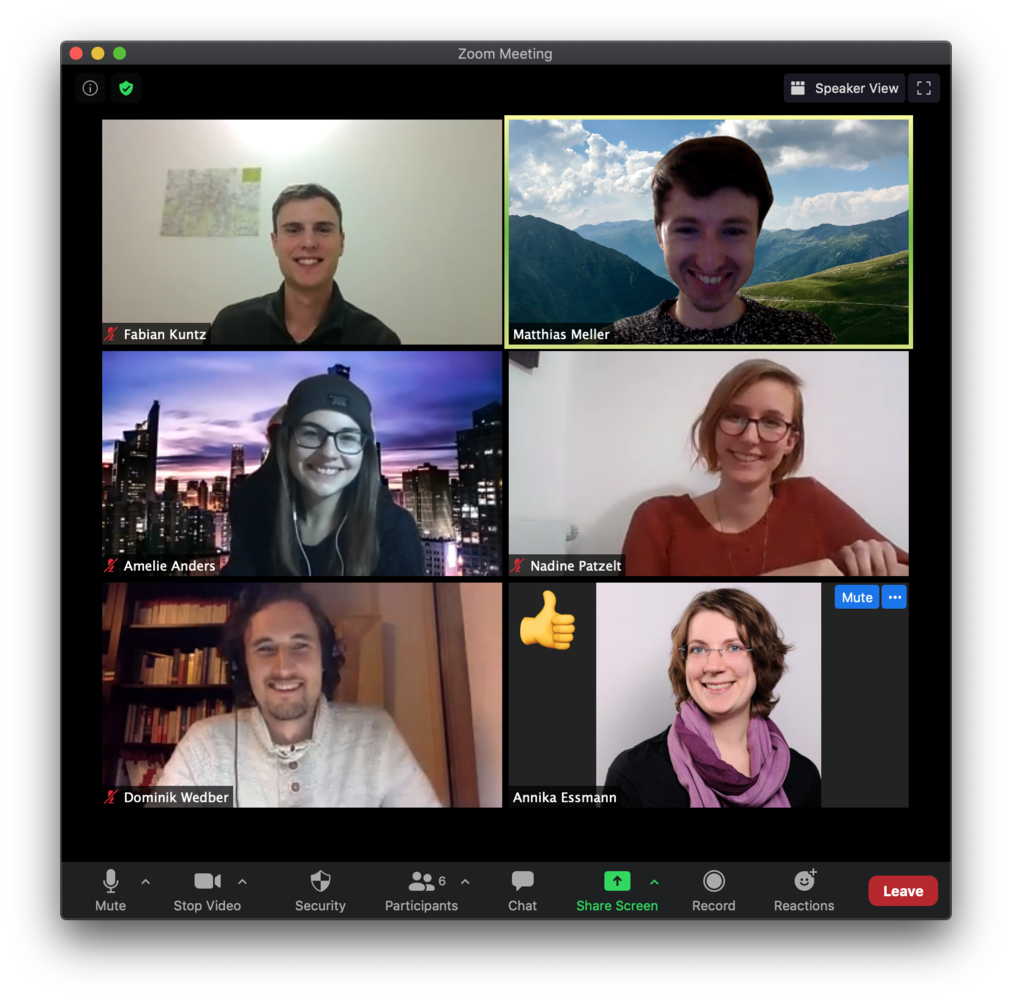 Zoom Meeting
Speaker View
Fabian Kuntz
Matthias Meller
Amelie Anders
Nadine Patzelt
Mute
Dominik Wedber
Annika Essmann
6
Mute
Stop Video
Security
Participants
Chat
Share Screen
Record
Reactions
Leave